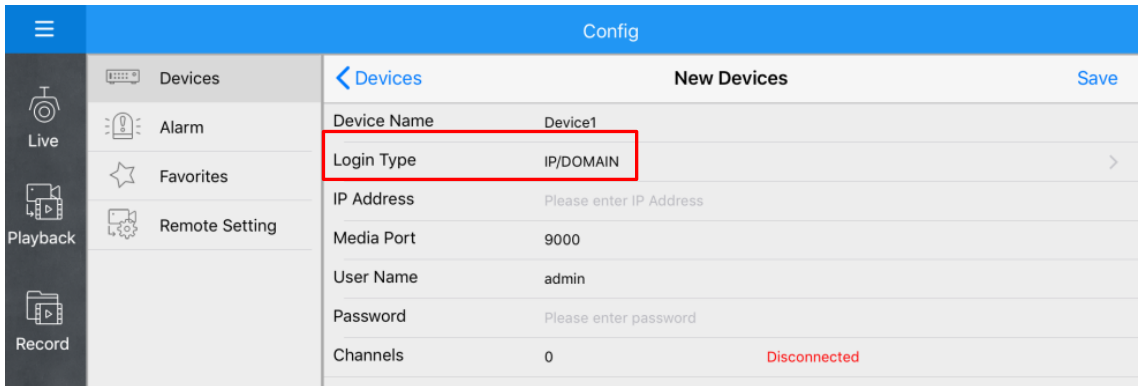 Config
Live
Playback
Record
Devices
Alarm
Favorites
Remote Setting
Devices New Devices Save
Device Name Device1
Login Type IP/DOMAIN
IP Address Please enter IP Address
Media Port 9000
User Name admin
Password Please enter password
Channels 0 Disconnected